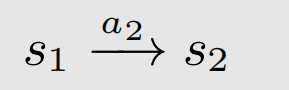 s₁ —a₂→ s₂